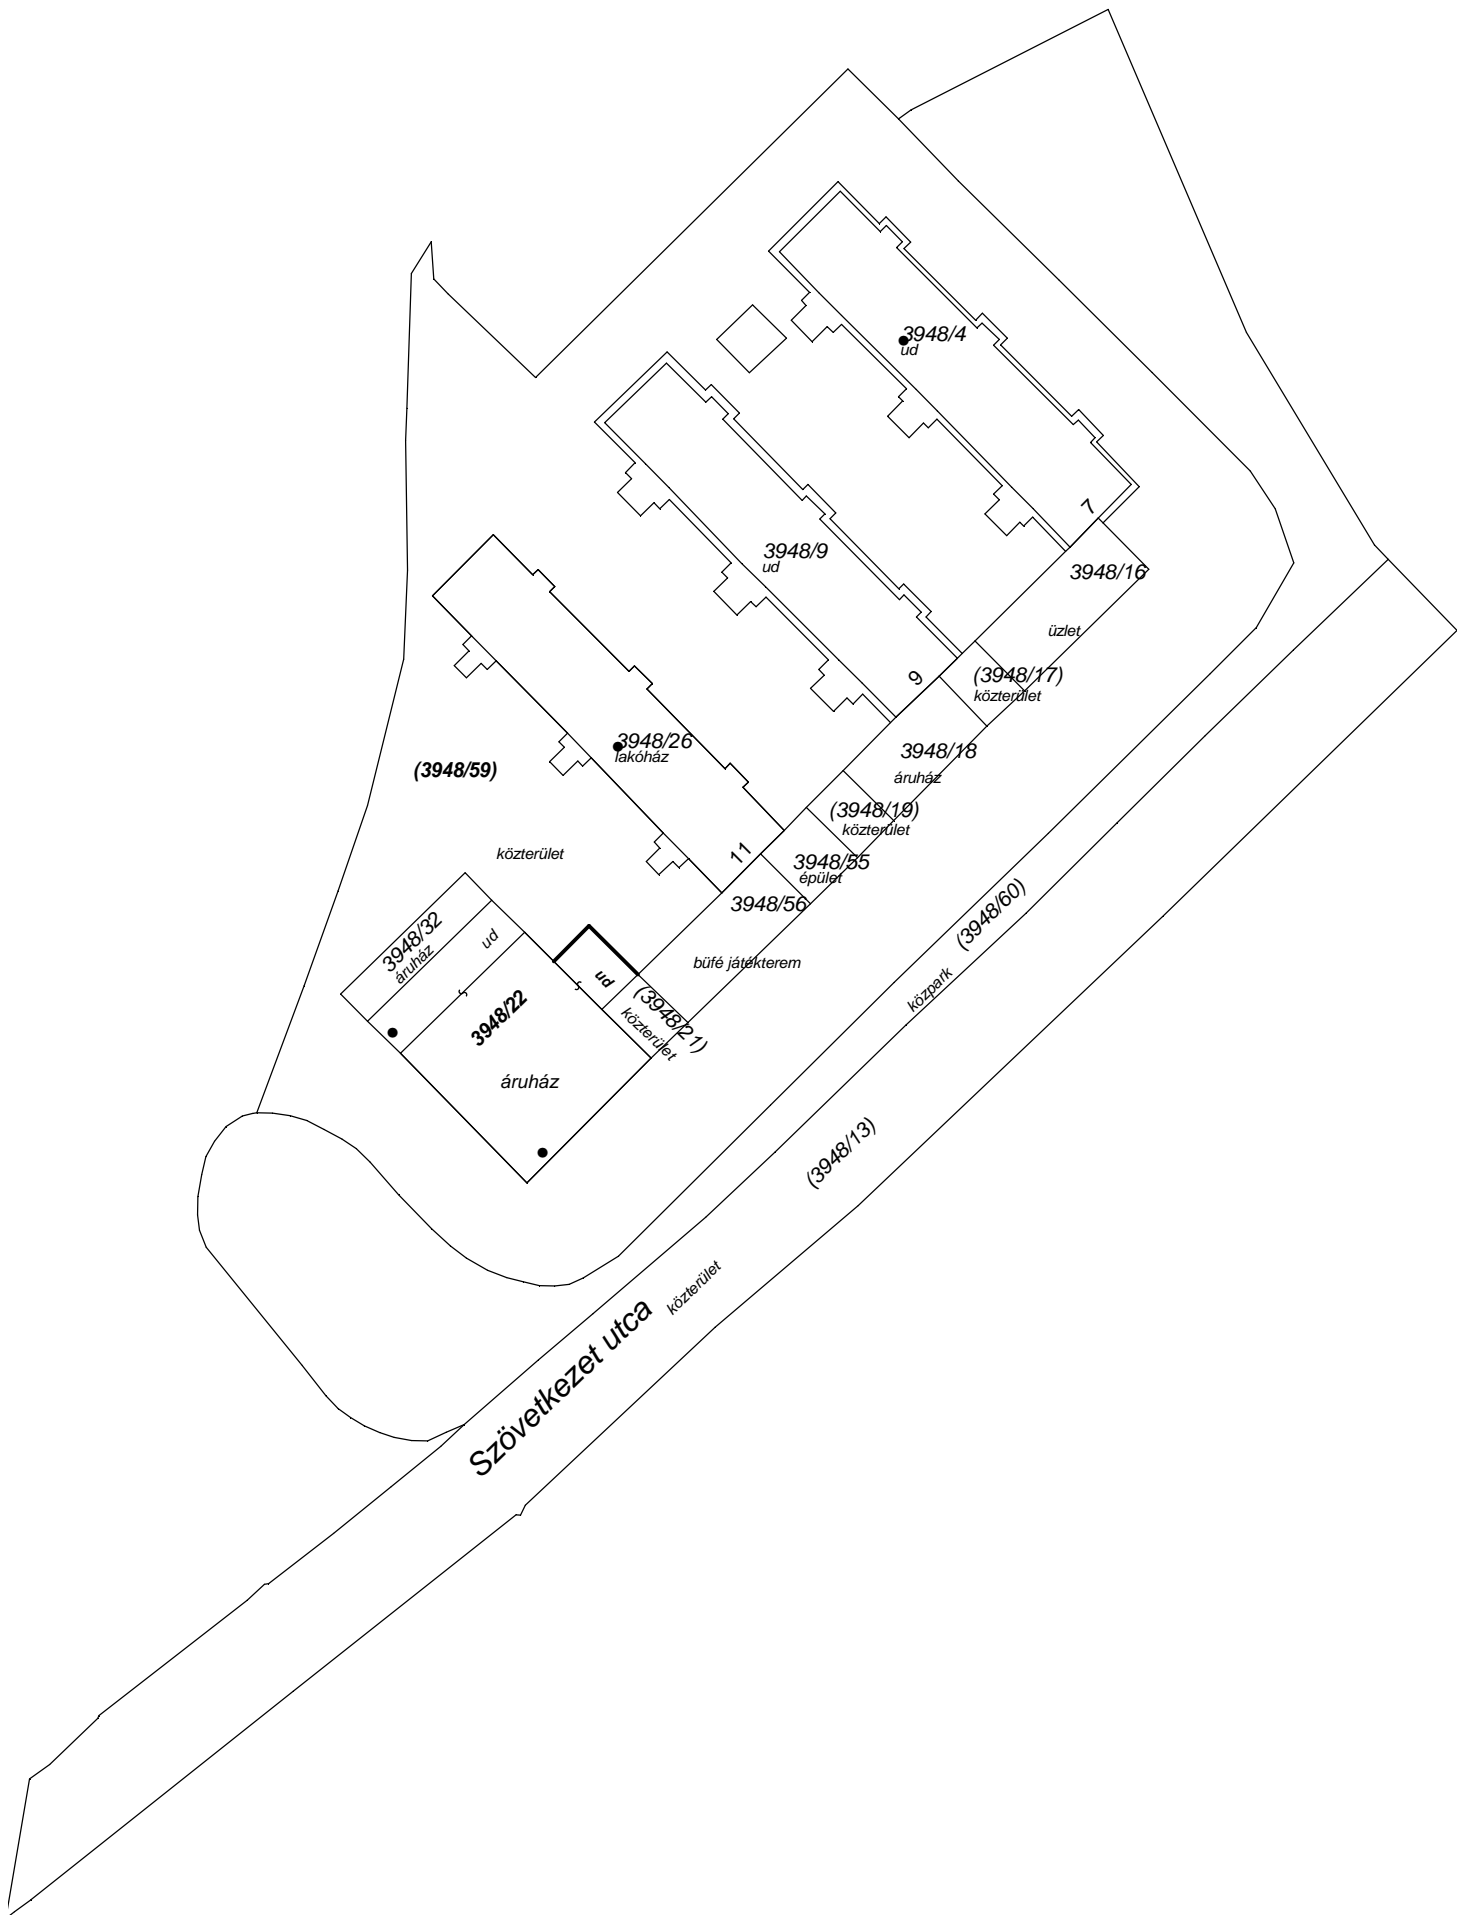 3948/4
ud
7
3948/9
ud
3948/16
üzlet
9
(3948/17)
közterület
3948/26
lakóház
3948/18
áruház
(3948/59)
(3948/19)
közterület
11
közterület
3948/55
épület
3948/56
büfé játékterem
3948/32
áruház
ud
ud
3948/22
áruház
(3948/21)
közterület
(3948/60)
közpark
(3948/13)
közterület
Szövetkezet utca